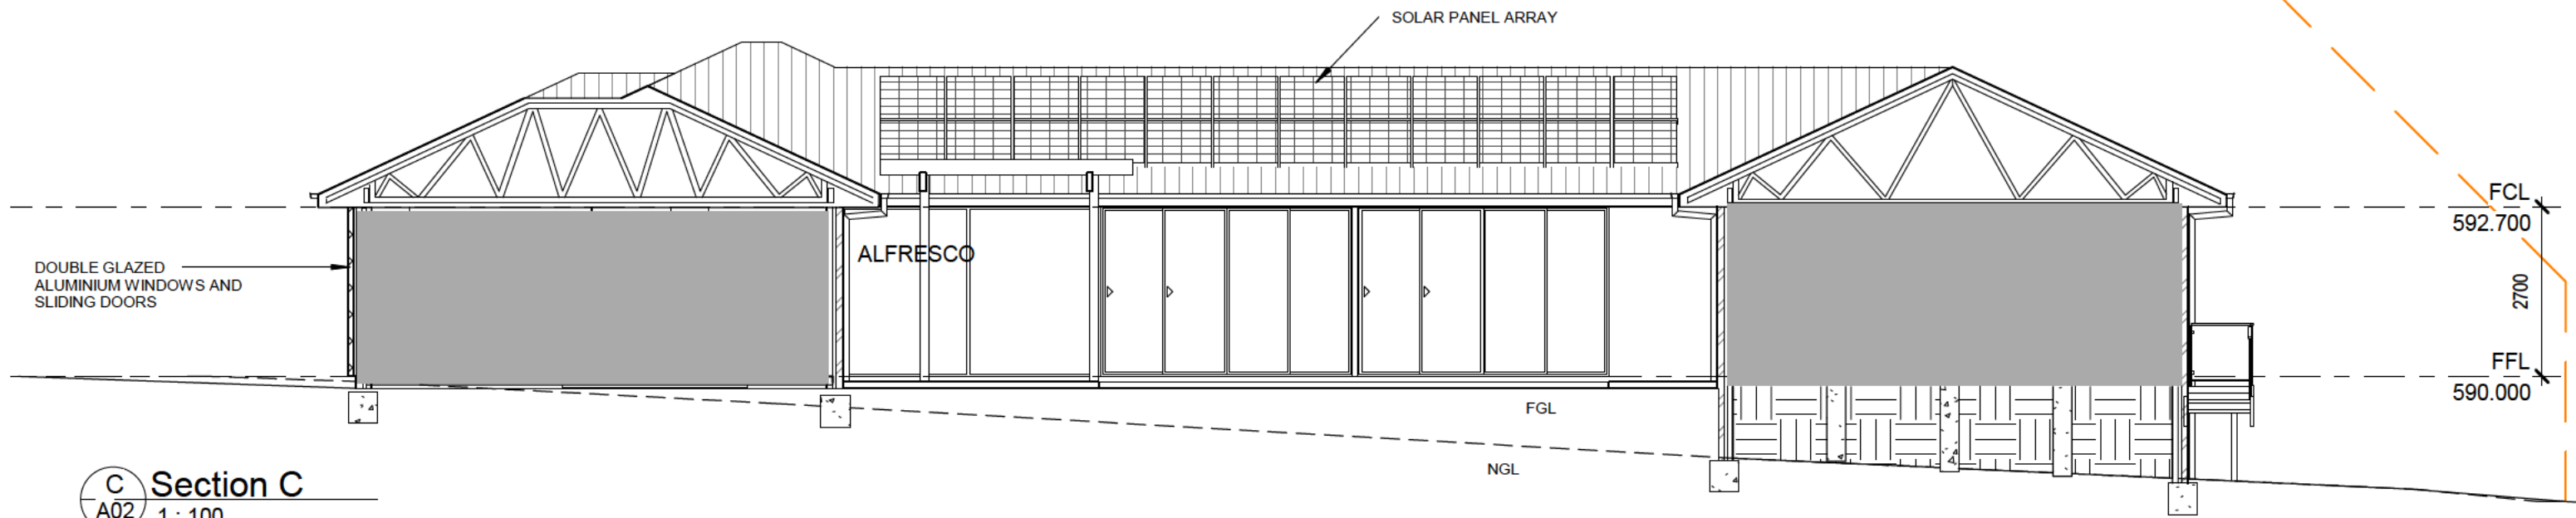 SOLAR PANEL ARRAY
FCL
592.700
ALFRESCO
DOUBLE GLAZED
ALUMINIUM WINDOWS AND
SLIDING DOORS
2700
FFL
590.000
FGL
NGL
C
A02
Section C
1 : 100